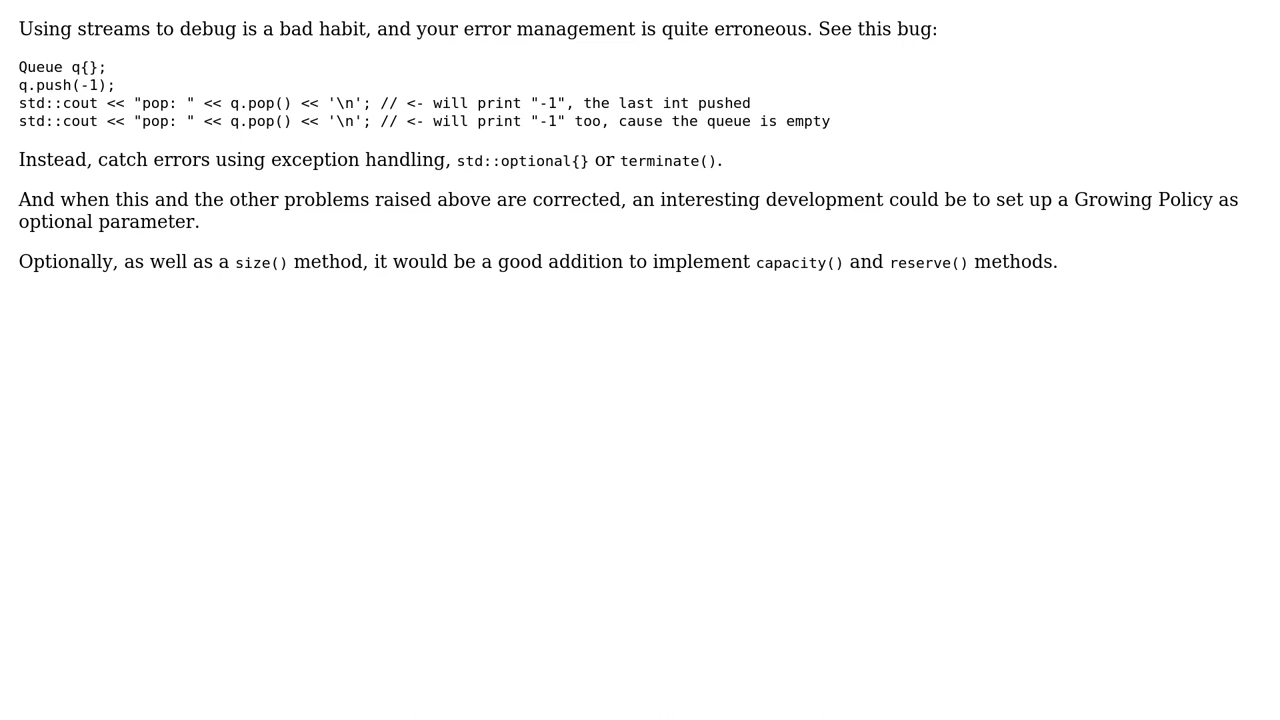 Using streams to debug is a bad habit, and your error management is quite erroneous. See this bug:
Queue q{};
q.push(-1);
std::cout << "pop: " << q.pop() << '\n'; // <- will print "-1", the last int pushed
std::cout << "pop: " << q.pop() << '\n'; // <- will print "-1" too, cause the queue is empty
Instead, catch errors using exception handling, std::optional{} or terminate().
And when this and the other problems raised above are corrected, an interesting development could be to set up a Growing Policy as
optional parameter.
Optionally, as well as a size() method, it would be a good addition to implement capacity() and reserve() methods.